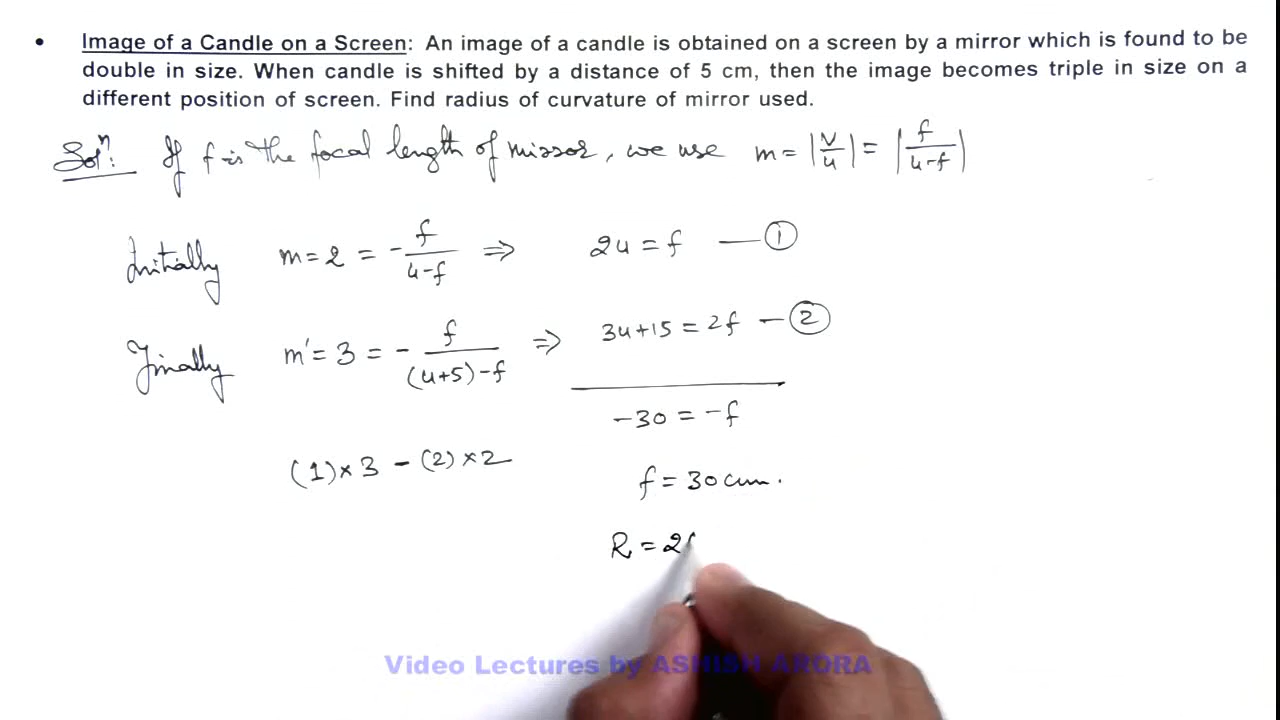 • Image of a Candle on a Screen: An image of a candle is obtained on a screen by a mirror which is found to be
double in size. When candle is shifted by a distance of 5 cm, then the image becomes triple in size on a
different position of screen. Find radius of curvature of mirror used.
Solⁿ: If f is the focal length of mirror, we use m = |v/u| = |f/(u-f)|
Initially m = 2 = - f/(u-f) ⇒ 2u = f — ①
Finally m' = 3 = - f/((u+5)-f) ⇒ 3u+15 = 2f — ②
-30 = -f
(1)×3 - (2)×2
f = 30 cm.
R = 2f
Video Lectures by ASHISH ARORA